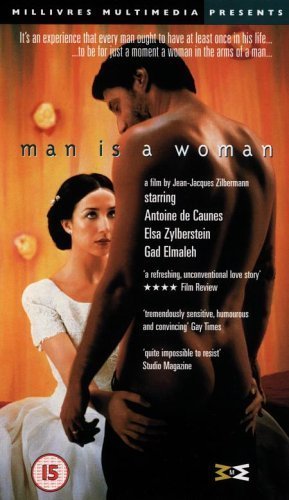 MILLIVRES MULTIMEDIA PRESENTS
It's an experience that every man ought to have at least once in his life...
...to be for just a moment a woman in the arms of a man...
man is a woman
a film by Jean-Jacques Zilbermann
starring
Antoine de Caunes
Elsa Zylberstein
Gad Elmaleh
'a refreshing, unconventional love story'
★★★★ Film Review
'tremendously sensitive, humourous
and convincing' Gay Times
'quite impossible to resist'
Studio Magazine
15